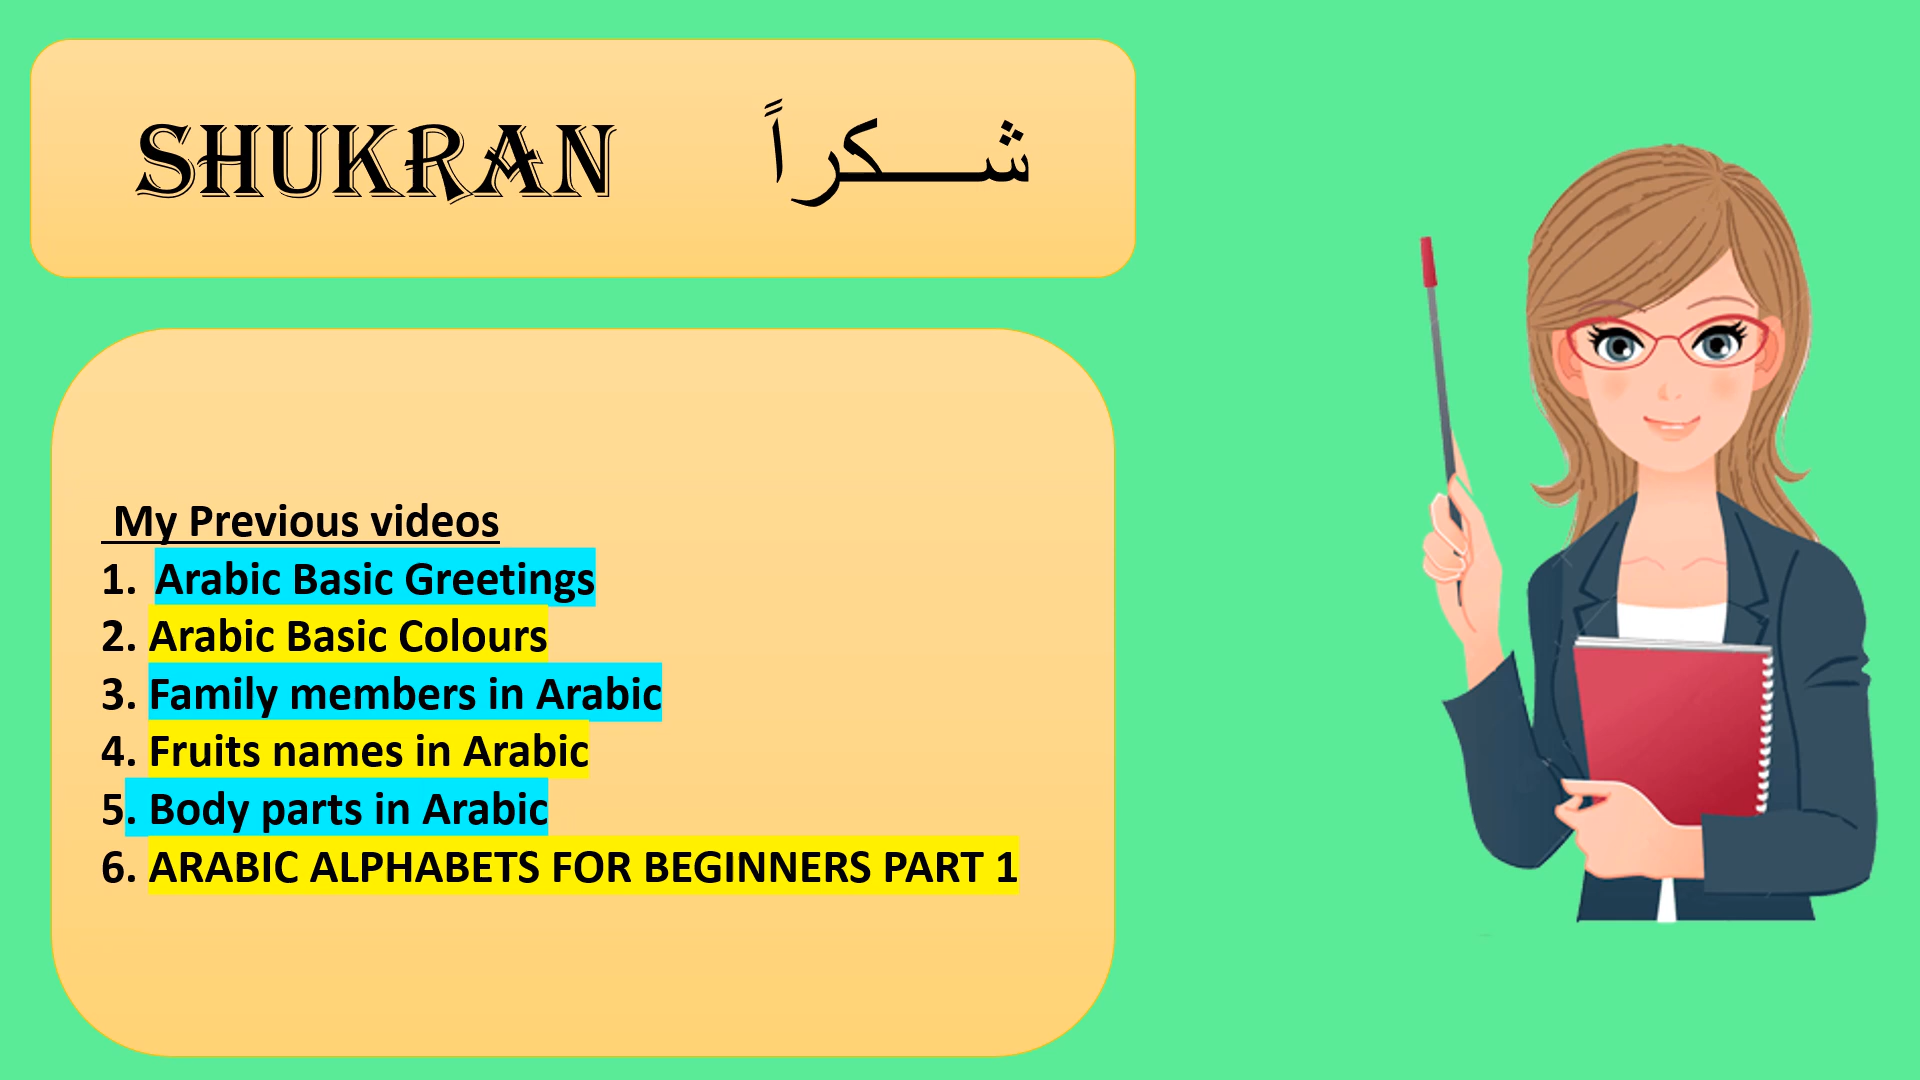 SHUKRAN شـــكراً
My Previous videos
1. Arabic Basic Greetings
2. Arabic Basic Colours
3. Family members in Arabic
4. Fruits names in Arabic
5. Body parts in Arabic
6. ARABIC ALPHABETS FOR BEGINNERS PART 1